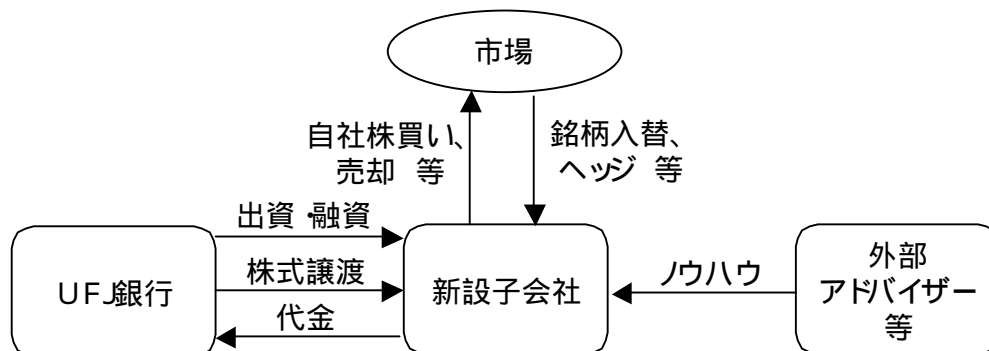 市場
自社株買い、
売却 等
銘柄入替、
ヘッジ 等
出資・融資
株式譲渡
代金
UFJ銀行
新設子会社
ノウハウ
外部
アドバイザー
等